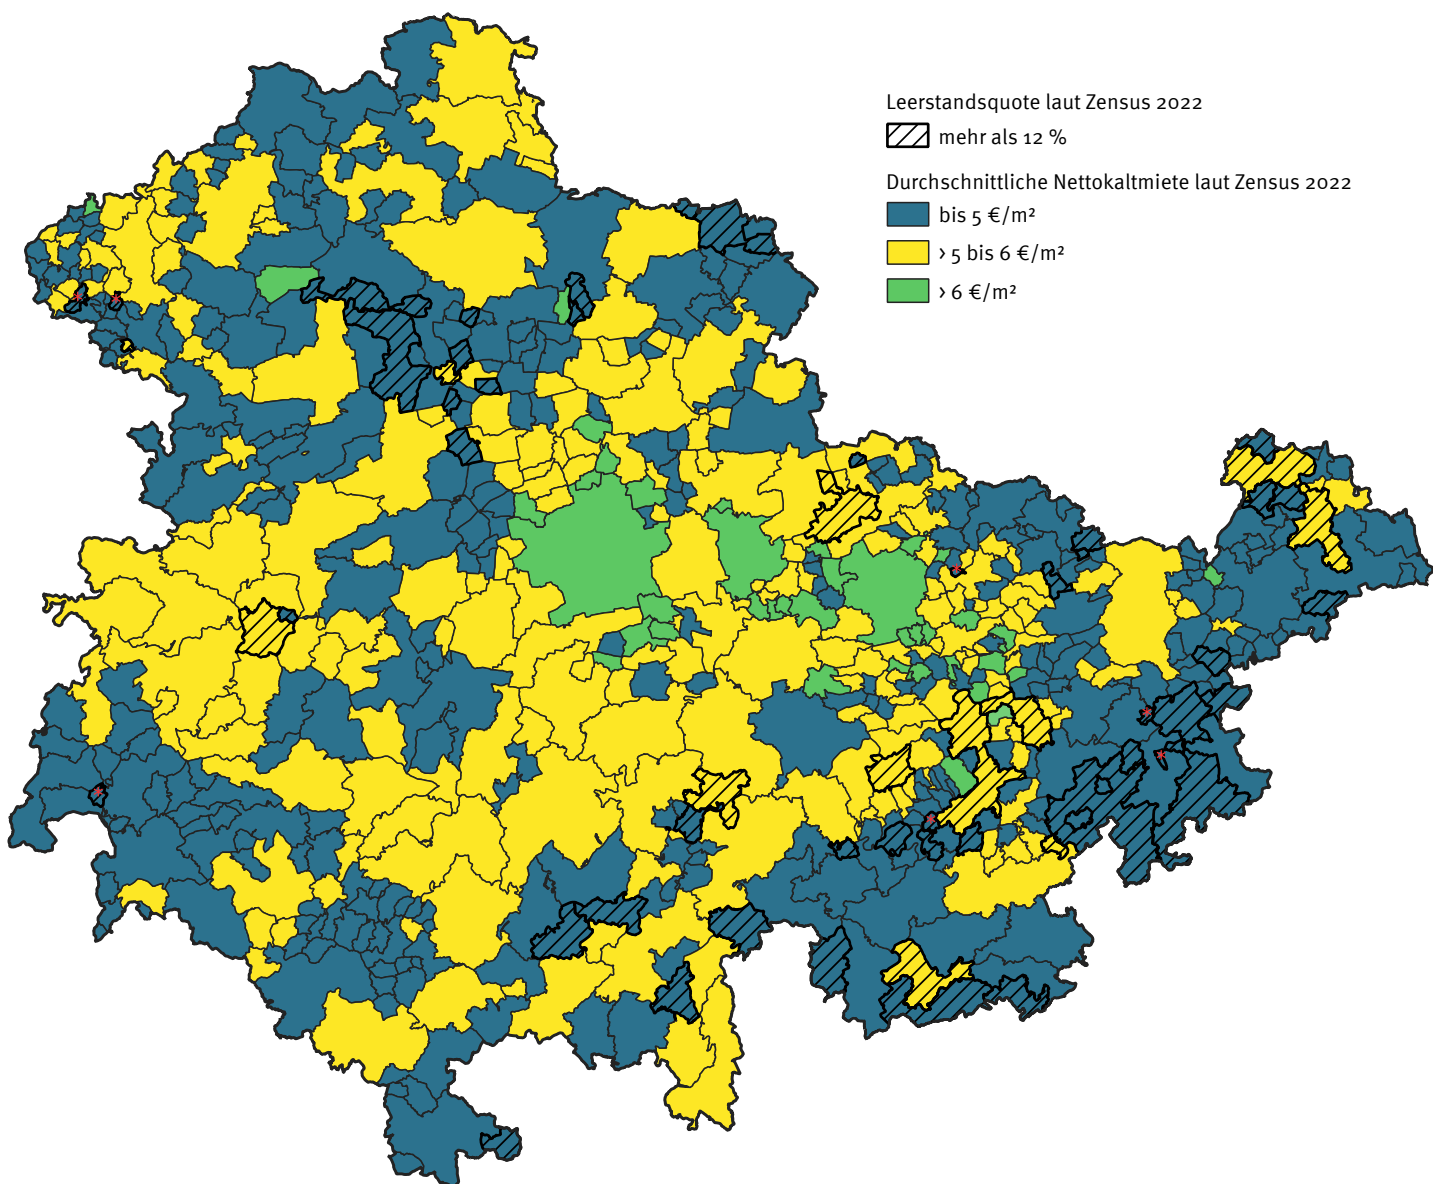 Leerstandsquote laut Zensus 2022
mehr als 12 %
Durchschnittliche Nettokaltmiete laut Zensus 2022
bis 5 €/m²
> 5 bis 6 €/m²
> 6 €/m²